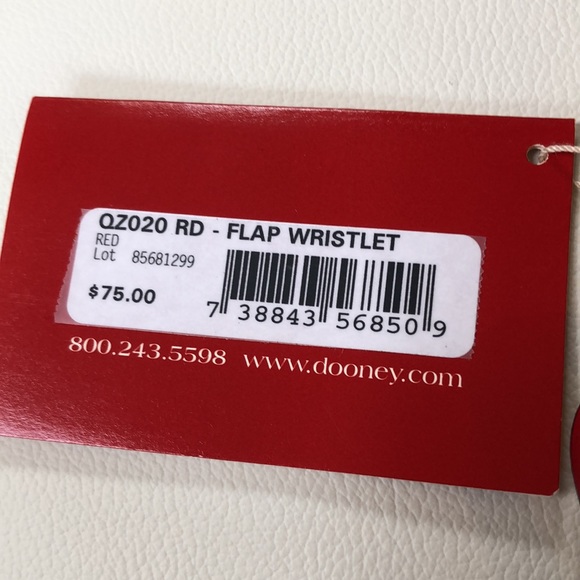 QZ020 RD - FLAP WRISTLET
RED
Lot 85681299
$75.00
7 38843 56850 9
800.243.5598 www.dooney.com